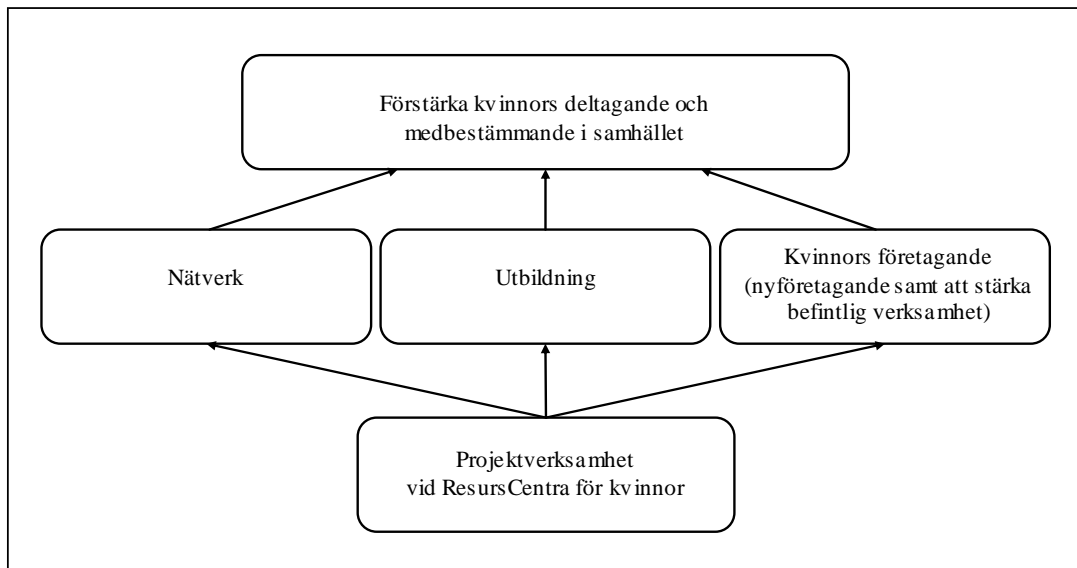 Förstärka kvinnors deltagande och
medbestämmande i samhället
Nätverk
Utbildning
Kvinnors företagande
(nyföretagande samt att stärka
befintlig verksamhet)
Projektverksamhet
vid ResursCentra för kvinnor